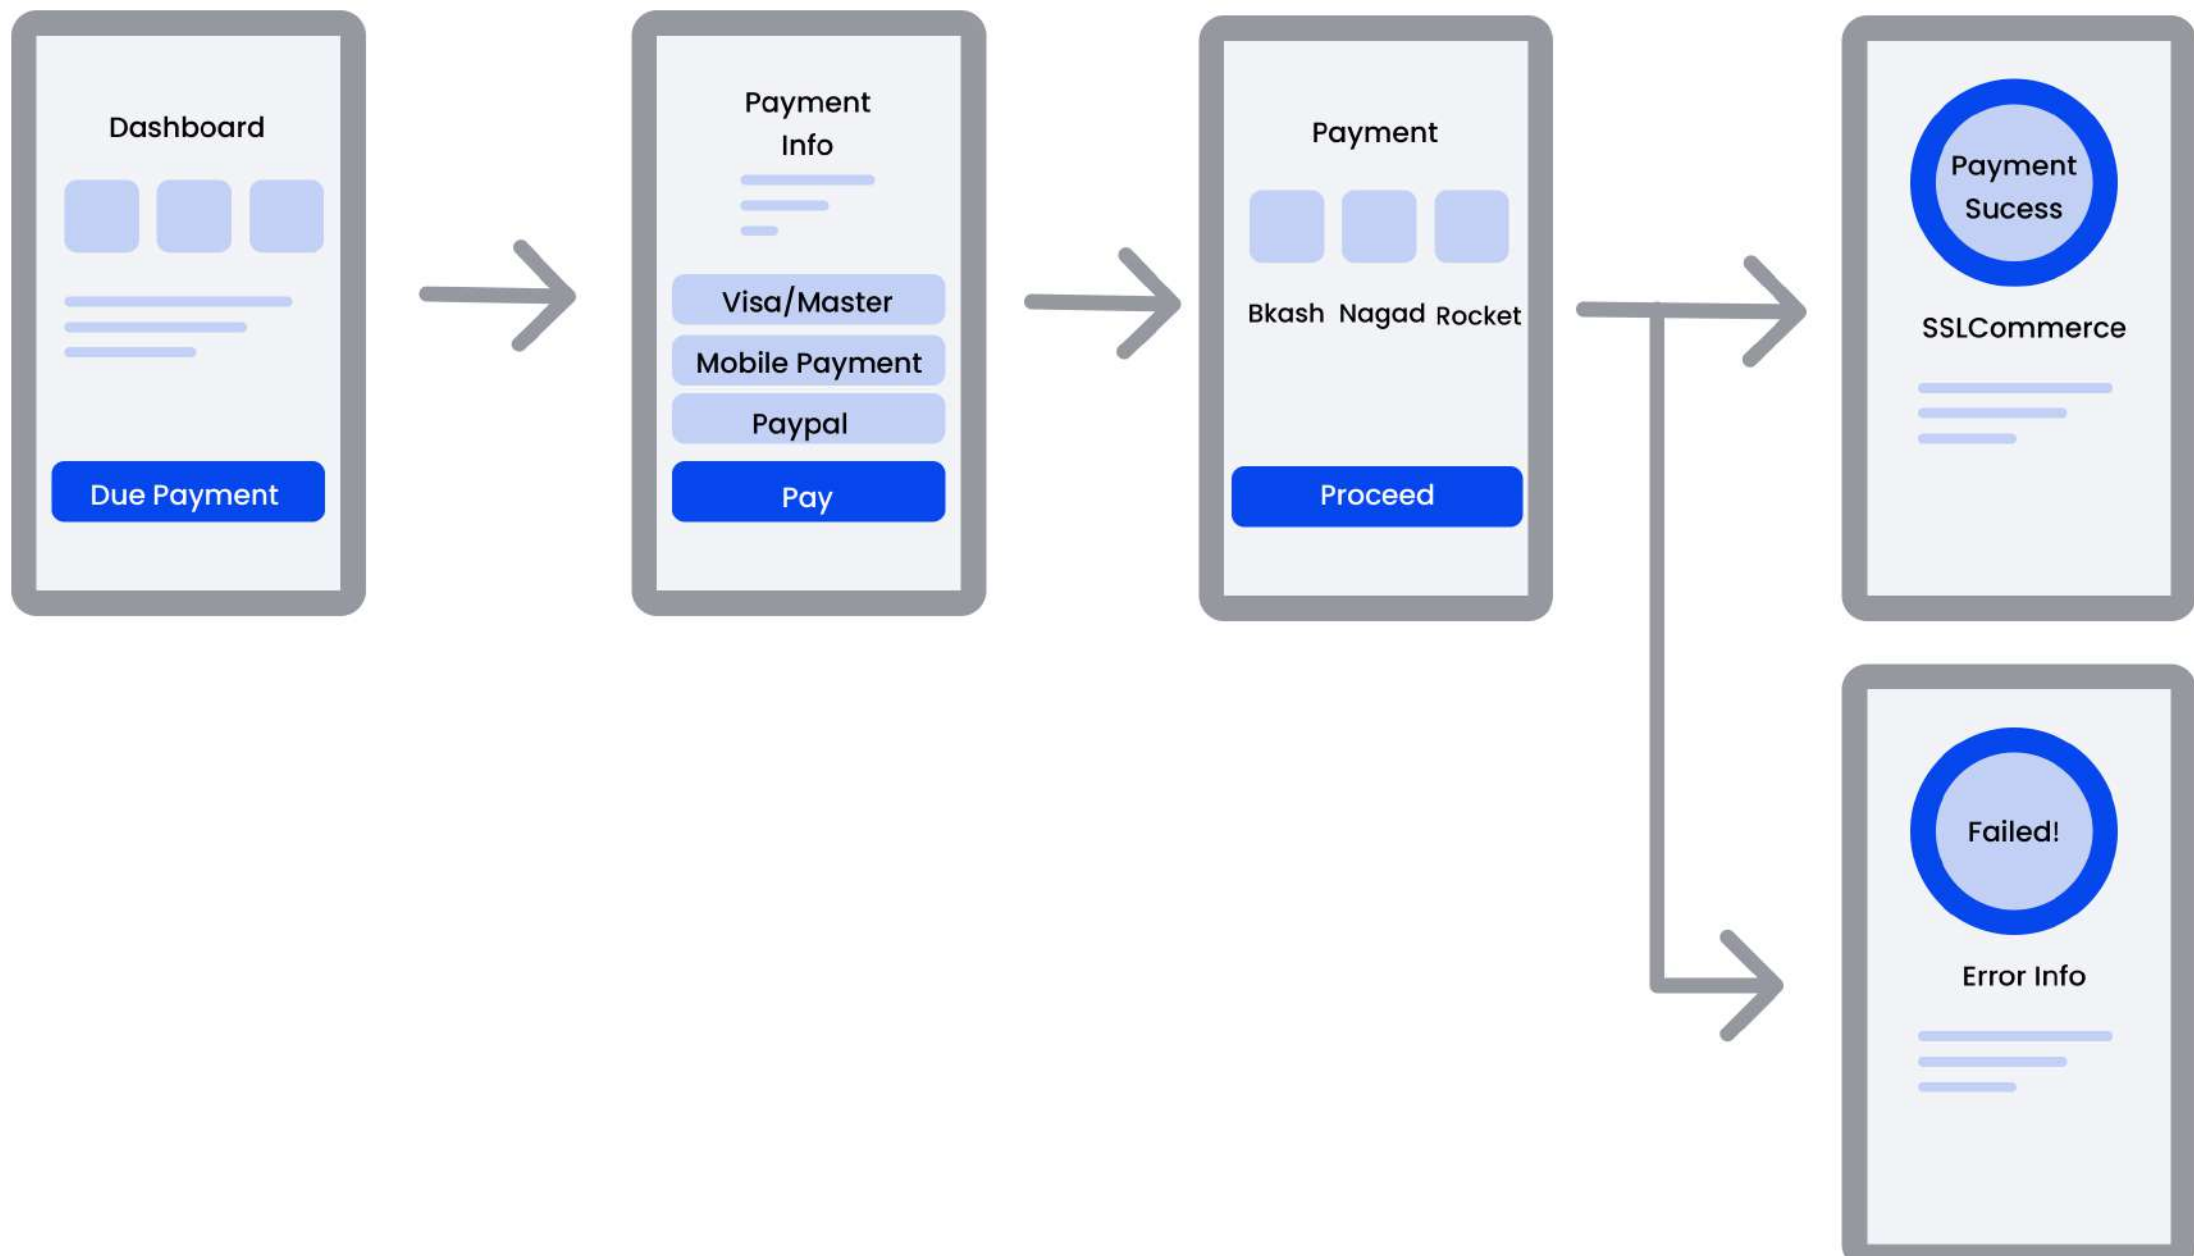 Dashboard
Due Payment
Payment
Info
Visa/Master
Mobile Payment
Paypal
Pay
Payment
Bkash Nagad Rocket
Proceed
Payment
Sucess
SSLCommerce
Failed!
Error Info